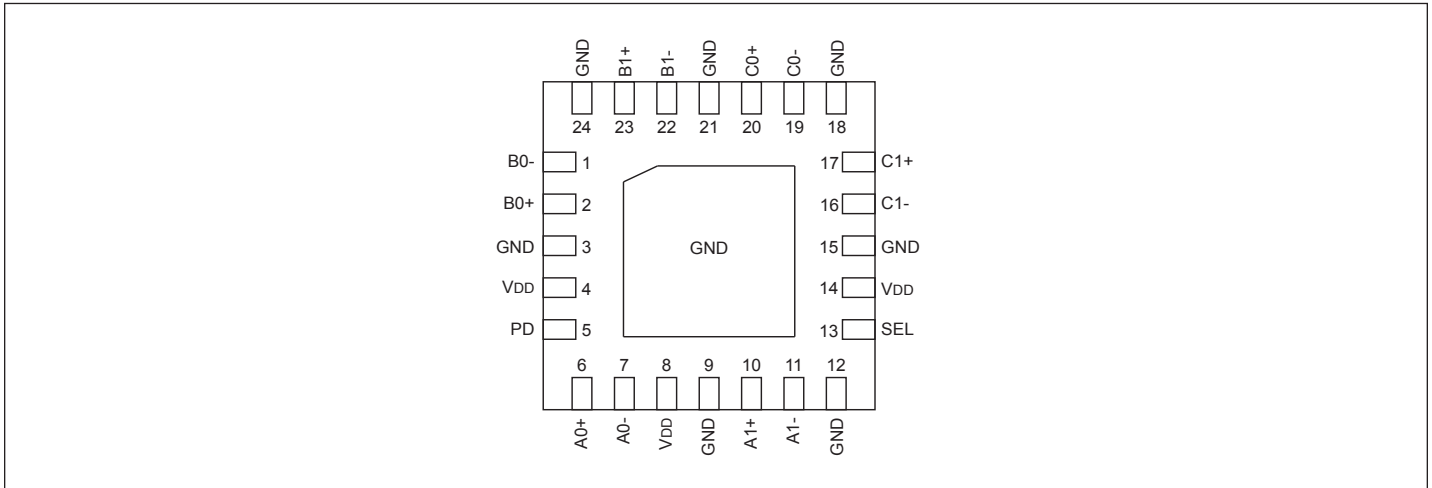 GND B1+ B1- GND C0+ C0- GND
24 23 22 21 20 19 18
B0- 1 17 C1+
B0+ 2 16 C1-
GND 3 GND 15 GND
VDD 4 14 VDD
PD 5 13 SEL
6 7 8 9 10 11 12
A0+ A0- VDD GND A1+ A1- GND